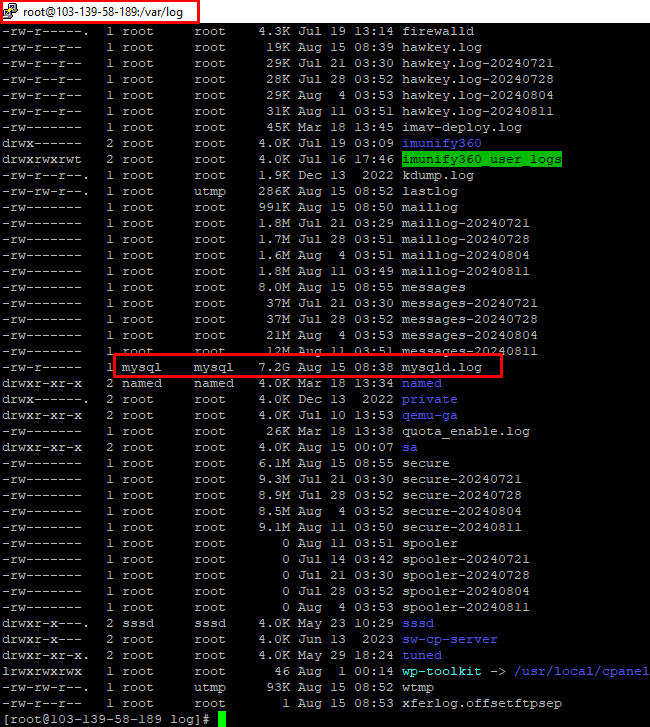 root@103-139-58-189:/var/log
-rw-r-----. 1 root root 4.3K Jul 19 13:14 firewalld
-rw-r--r-- 1 root root 19K Aug 15 08:39 hawkey.log
-rw-r--r-- 1 root root 29K Jul 21 03:30 hawkey.log-20240721
-rw-r--r-- 1 root root 28K Jul 28 03:52 hawkey.log-20240728
-rw-r--r-- 1 root root 29K Aug 4 03:53 hawkey.log-20240804
-rw-r--r-- 1 root root 31K Aug 11 03:51 hawkey.log-20240811
-rw-r--r-- 1 root root 45K Mar 18 13:45 imav-deploy.log
drwx------ 2 root root 4.0K Jul 19 03:09 imunify360
drwxrwxrwt 2 root root 4.0K Jul 16 17:46 imunify360_user_logs
-rw-r--r--. 1 root root 1.9K Dec 13 2022 kdump.log
-rw-rw-r--. 1 root utmp 286K Aug 15 08:52 lastlog
-rw------- 1 root root 991K Aug 15 08:50 maillog
-rw------- 1 root root 1.8M Jul 21 03:29 maillog-20240721
-rw------- 1 root root 1.7M Jul 28 03:51 maillog-20240728
-rw------- 1 root root 1.6M Aug 4 03:51 maillog-20240804
-rw------- 1 root root 1.8M Aug 11 03:49 maillog-20240811
-rw------- 1 root root 8.0M Aug 15 08:55 messages
-rw------- 1 root root 37M Jul 21 03:30 messages-20240721
-rw------- 1 root root 37M Jul 28 03:52 messages-20240728
-rw------- 1 root root 21M Aug 4 03:53 messages-20240804
-rw------- 1 root root 12M Aug 11 03:51 messages-20240811
-rw-r----- 1 mysql mysql 7.2G Aug 15 08:38 mysqld.log
drwxr-xr-x 2 named named 4.0K Mar 18 13:34 named
drwx------. 2 root root 4.0K Dec 13 2022 private
drwxr-xr-x. 2 root root 4.0K Jul 10 13:53 qemu-ga
-rw------- 1 root root 26K Mar 18 13:38 quota_enable.log
drwxr-xr-x 2 root root 4.0K Aug 15 00:07 sa
-rw------- 1 root root 6.1M Aug 15 08:55 secure
-rw------- 1 root root 9.3M Jul 21 03:30 secure-20240721
-rw------- 1 root root 8.9M Jul 28 03:52 secure-20240728
-rw------- 1 root root 8.5M Aug 4 03:52 secure-20240804
-rw------- 1 root root 9.1M Aug 11 03:50 secure-20240811
-rw------- 1 root root 0 Aug 11 03:51 spooler
-rw------- 1 root root 0 Jul 14 03:42 spooler-20240721
-rw------- 1 root root 0 Jul 21 03:30 spooler-20240728
-rw------- 1 root root 0 Jul 28 03:52 spooler-20240804
-rw------- 1 root root 0 Aug 4 03:53 spooler-20240811
drwxr-x---. 2 sssd sssd 4.0K May 23 10:29 sssd
drwxr-x--- 2 root root 4.0K Jun 13 2023 sw-cp-server
drwxr-xr-x. 2 root root 4.0K May 29 18:24 tuned
lrwxrwxrwx 1 root root 46 Aug 1 00:14 wp-toolkit -> /usr/local/cpanel
-rw-rw-r--. 1 root utmp 93K Aug 15 08:52 wtmp
-rw-r--r-- 1 root root 1 Aug 15 08:53 xferlog.offsetftpsep
[root@103-139-58-189 log]#